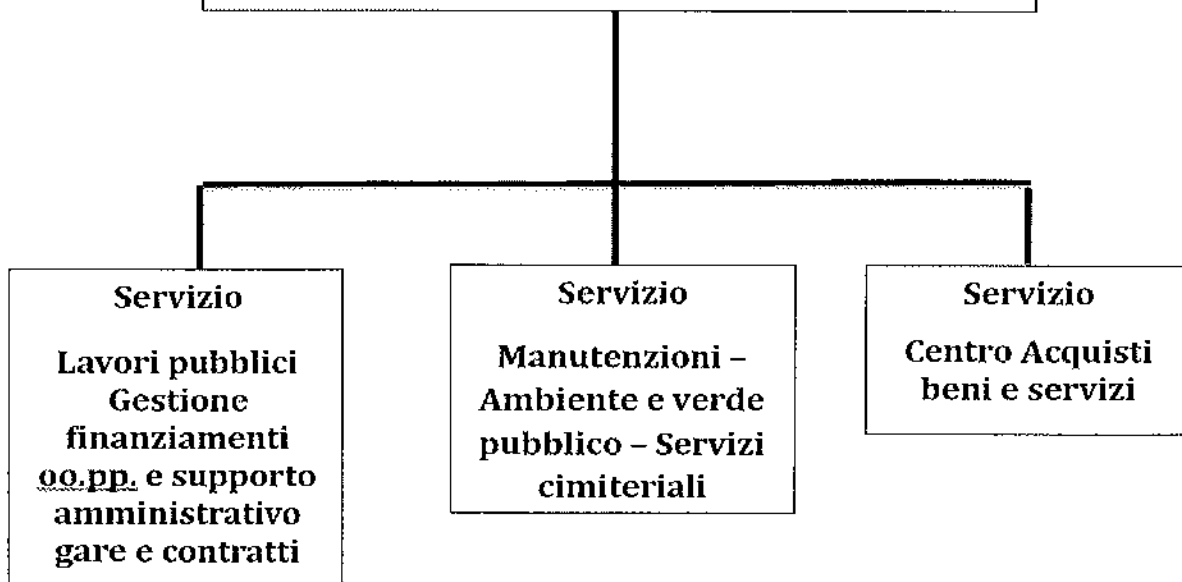 Servizio
Lavori pubblici
Gestione
finanziamenti
oo.pp. e supporto
amministrativo
gare e contratti
Servizio
Manutenzioni –
Ambiente e verde
pubblico – Servizi
cimiteriali
Servizio
Centro Acquisti
beni e servizi